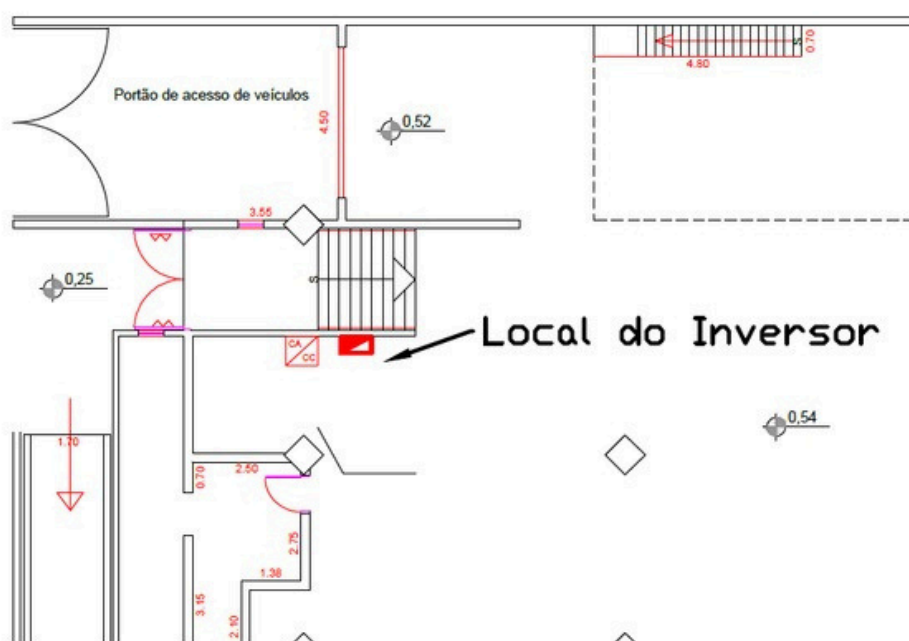 S
0.70
4.80
Portão de acesso de veículos
4.50
0,52
3.55
0,25
S
CA
CC
Local do Inversor
0,54
1.70
0.70
2.50
2.75
1.38
3.15
2.10